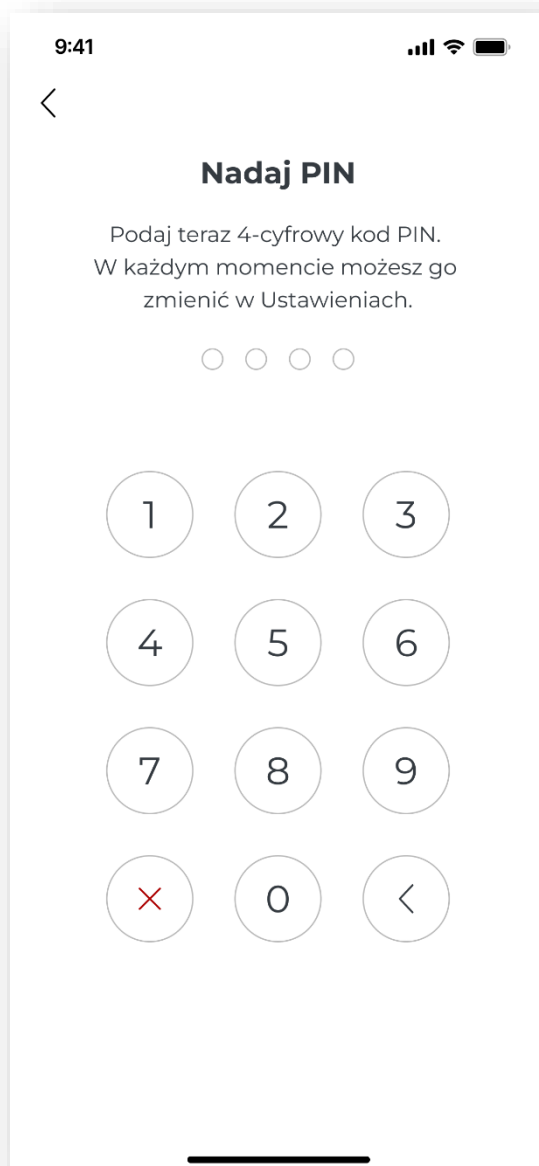 9:41
Nadaj PIN
Podaj teraz 4-cyfrowy kod PIN.
W każdym momencie możesz go
zmienić w Ustawieniach.
1 2 3
4 5 6
7 8 9
0